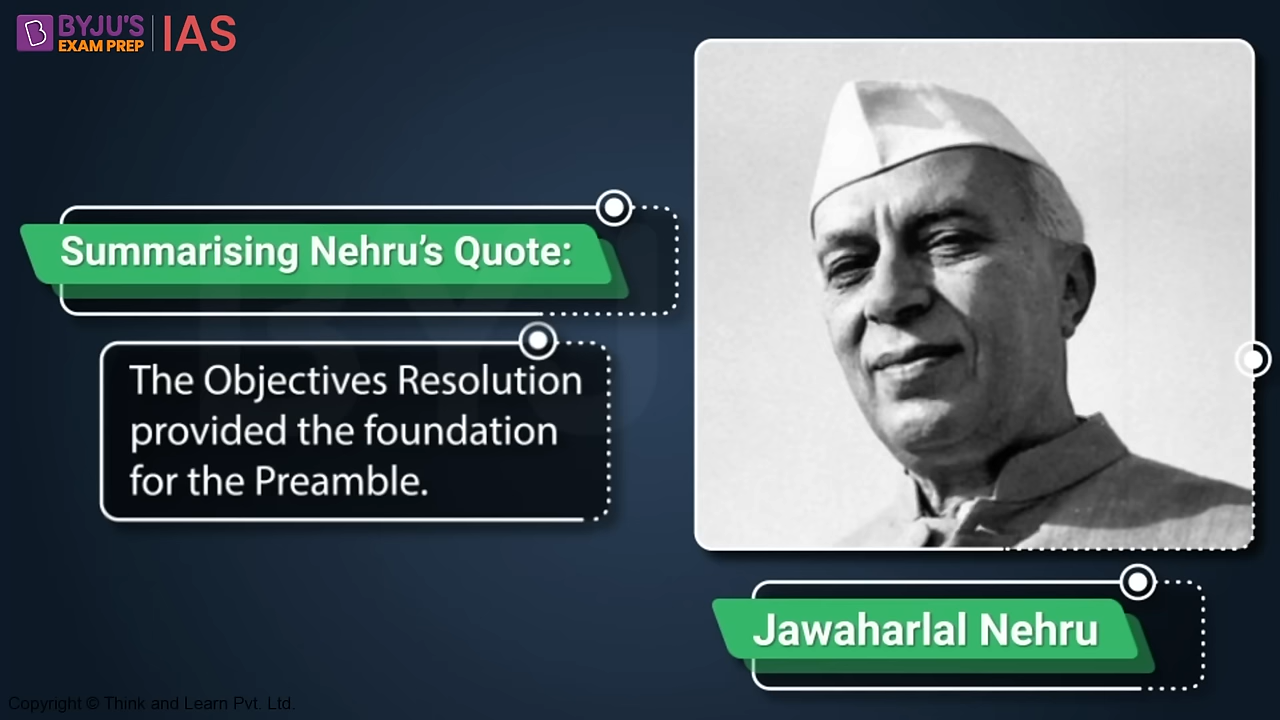 BYJU'S
EXAM PREP
IAS
Summarising Nehru's Quote:
The Objectives Resolution
provided the foundation
for the Preamble.
Jawaharlal Nehru
Copyright © Think and Learn Pvt. Ltd.